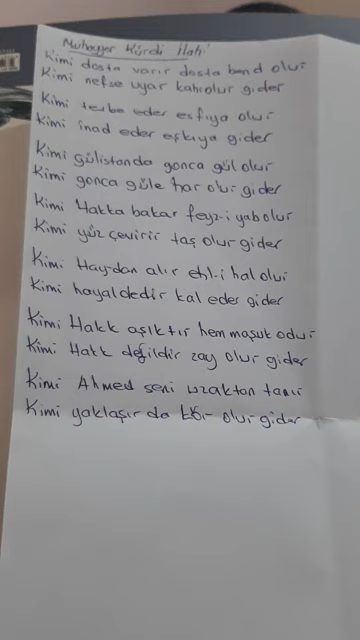 Muhayyer Kürdi İlahi
Kimi dosta varır dosta bend olur
Kimi nefse uyar kahrolur gider
Kimi tevbe eder esfiya olur
Kimi inad eder eşkıya gider
Kimi gülistanda gonca gül olur
Kimi gonca güle har olur gider
Kimi Hakka bakar feyz-i yab olur
Kimi yüz çevirir taş olur gider
Kimi Hay-dan alır ehl-i hal olur
Kimi hayaldedir kal eder gider
Kimi Hakk aşıktır hem maşuk odur
Kimi Hakk değildir zay olur gider
Kimi Ahmed seni uzaktan tanır
Kimi yaklaşır da kör olur gider